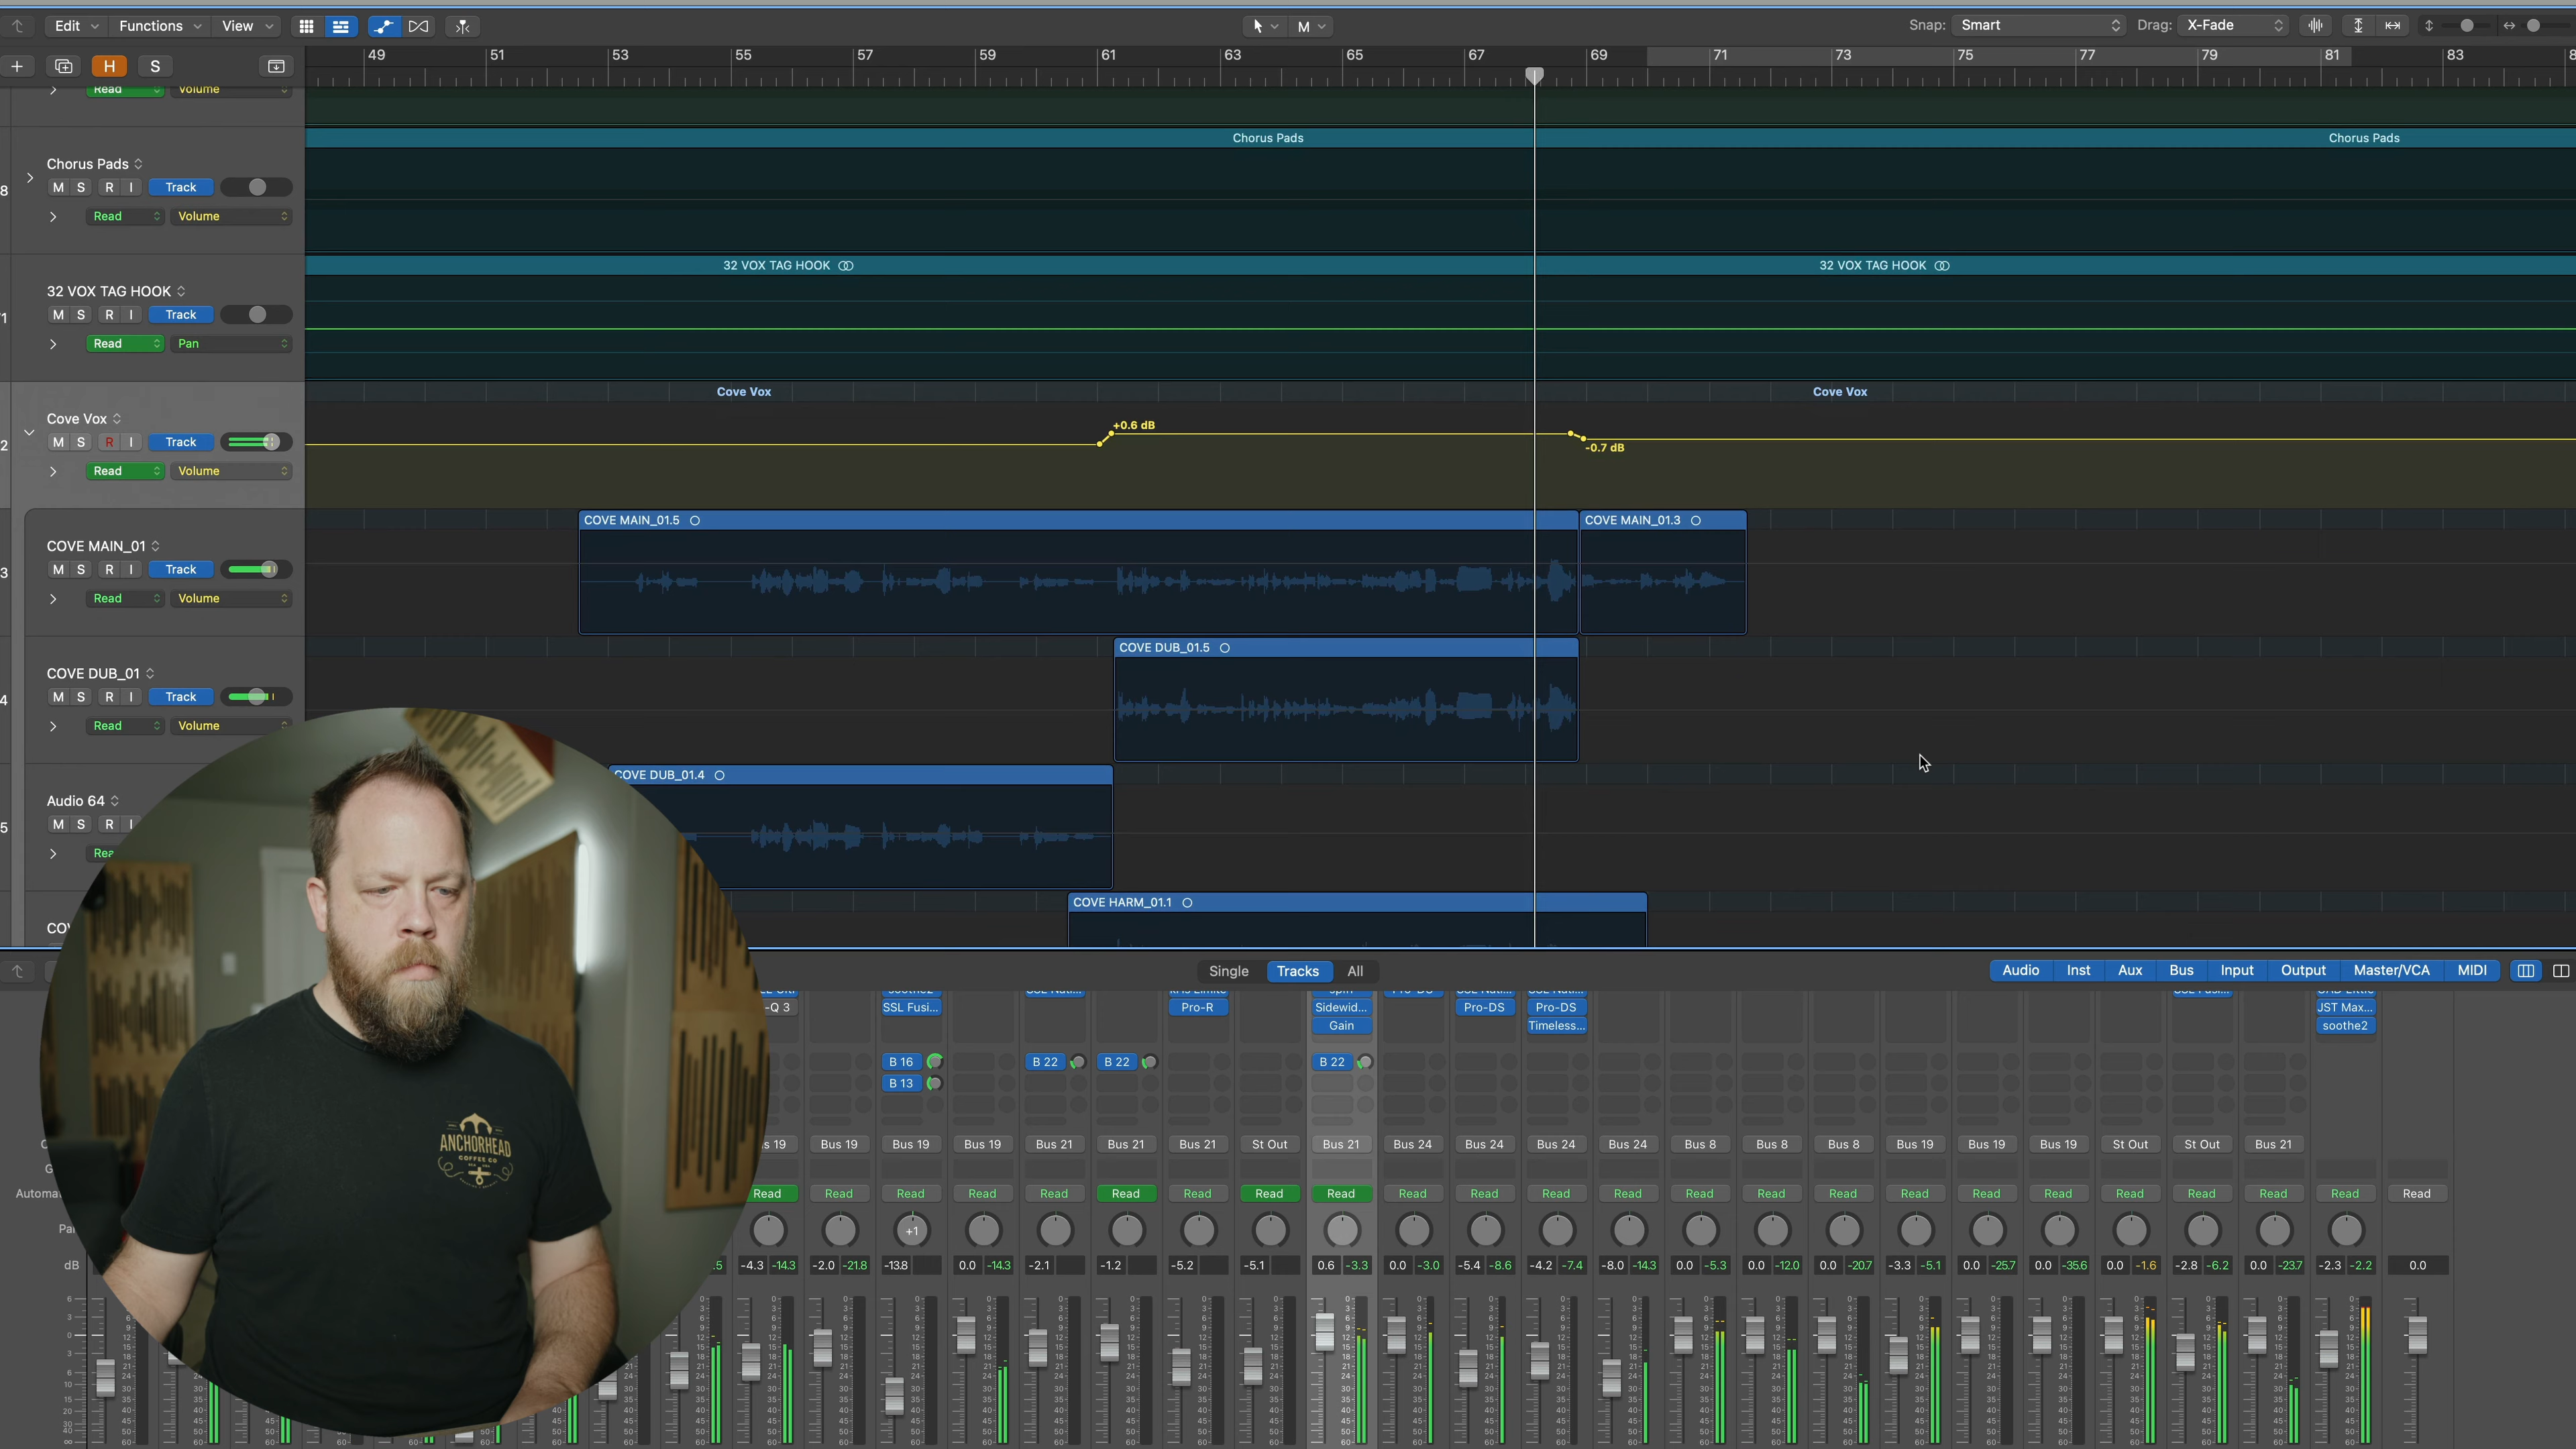 Edit Functions View M Snap: Smart Drag: X-Fade
49 51 53 55 57 59 61 63 65 67 69 71 73 75 77 79 81 83
H S
Read Volume
Chorus Pads Chorus Pads
8 Chorus Pads
M S R I Track
Read Volume
32 VOX TAG HOOK 32 VOX TAG HOOK
32 VOX TAG HOOK
M S R I Track
Read Pan
Cove Vox Cove Vox
Cove Vox
+0.6 dB
M S R I Track
-0.7 dB
2
Read Volume
COVE MAIN_01.5 COVE MAIN_01.3
COVE MAIN_01
3 M S R I Track
Read Volume
COVE DUB_01.5
COVE DUB_01
4 M S R I Track
Read Volume
COVE DUB_01.4
Audio 64
5 M S R I
COVE HARM_01.1
Single Tracks All Audio Inst Aux Bus Input Output Master/VCA MIDI
-Q 3 SSL Fusi... Pro-R Sidewid... Pro-DS Pro-DS JST Max...
Gain Timeless... soothe2
B 16 B 22 B 22 B 22
B 13
Bus 19 Bus 19 Bus 19 Bus 21 Bus 21 Bus 21 St Out Bus 21 Bus 24 Bus 24 Bus 24 Bus 24 Bus 8 Bus 8 Bus 8 Bus 19 Bus 19 Bus 19 St Out St Out Bus 21
Read Read Read Read Read Read Read Read Read Read Read Read Read Read Read Read Read Read Read Read Read Read Read Read
+1
dB -4.3 -14.3 -2.0 -21.8 -13.8 0.0 -14.3 -2.1 -1.2 -5.2 -5.1 0.6 -3.3 0.0 -3.0 -5.4 -8.6 -4.2 -7.4 -8.0 -14.3 0.0 -5.3 0.0 -12.0 0.0 -20.7 -3.3 -5.1 0.0 -25.7 0.0 -35.6 0.0 -1.6 -2.8 -6.2 0.0 -23.7 -2.3 -2.2 0.0
ANCHORHEAD
COFFEE CO